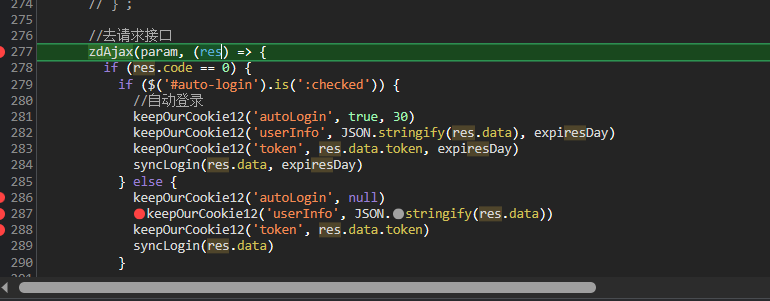 274 // } ;
275
276 //去请求接口
277 zdAjax(param, (res) => {
278 if (res.code == 0) {
279 if ($('#auto-login').is(':checked')) {
280 //自动登录
281 keepOurCookie12('autoLogin', true, 30)
282 keepOurCookie12('userInfo', JSON.stringify(res.data), expiresDay)
283 keepOurCookie12('token', res.data.token, expiresDay)
284 syncLogin(res.data, expiresDay)
285 } else {
286 keepOurCookie12('autoLogin', null)
287 keepOurCookie12('userInfo', JSON.stringify(res.data))
288 keepOurCookie12('token', res.data.token)
289 syncLogin(res.data)
290 }